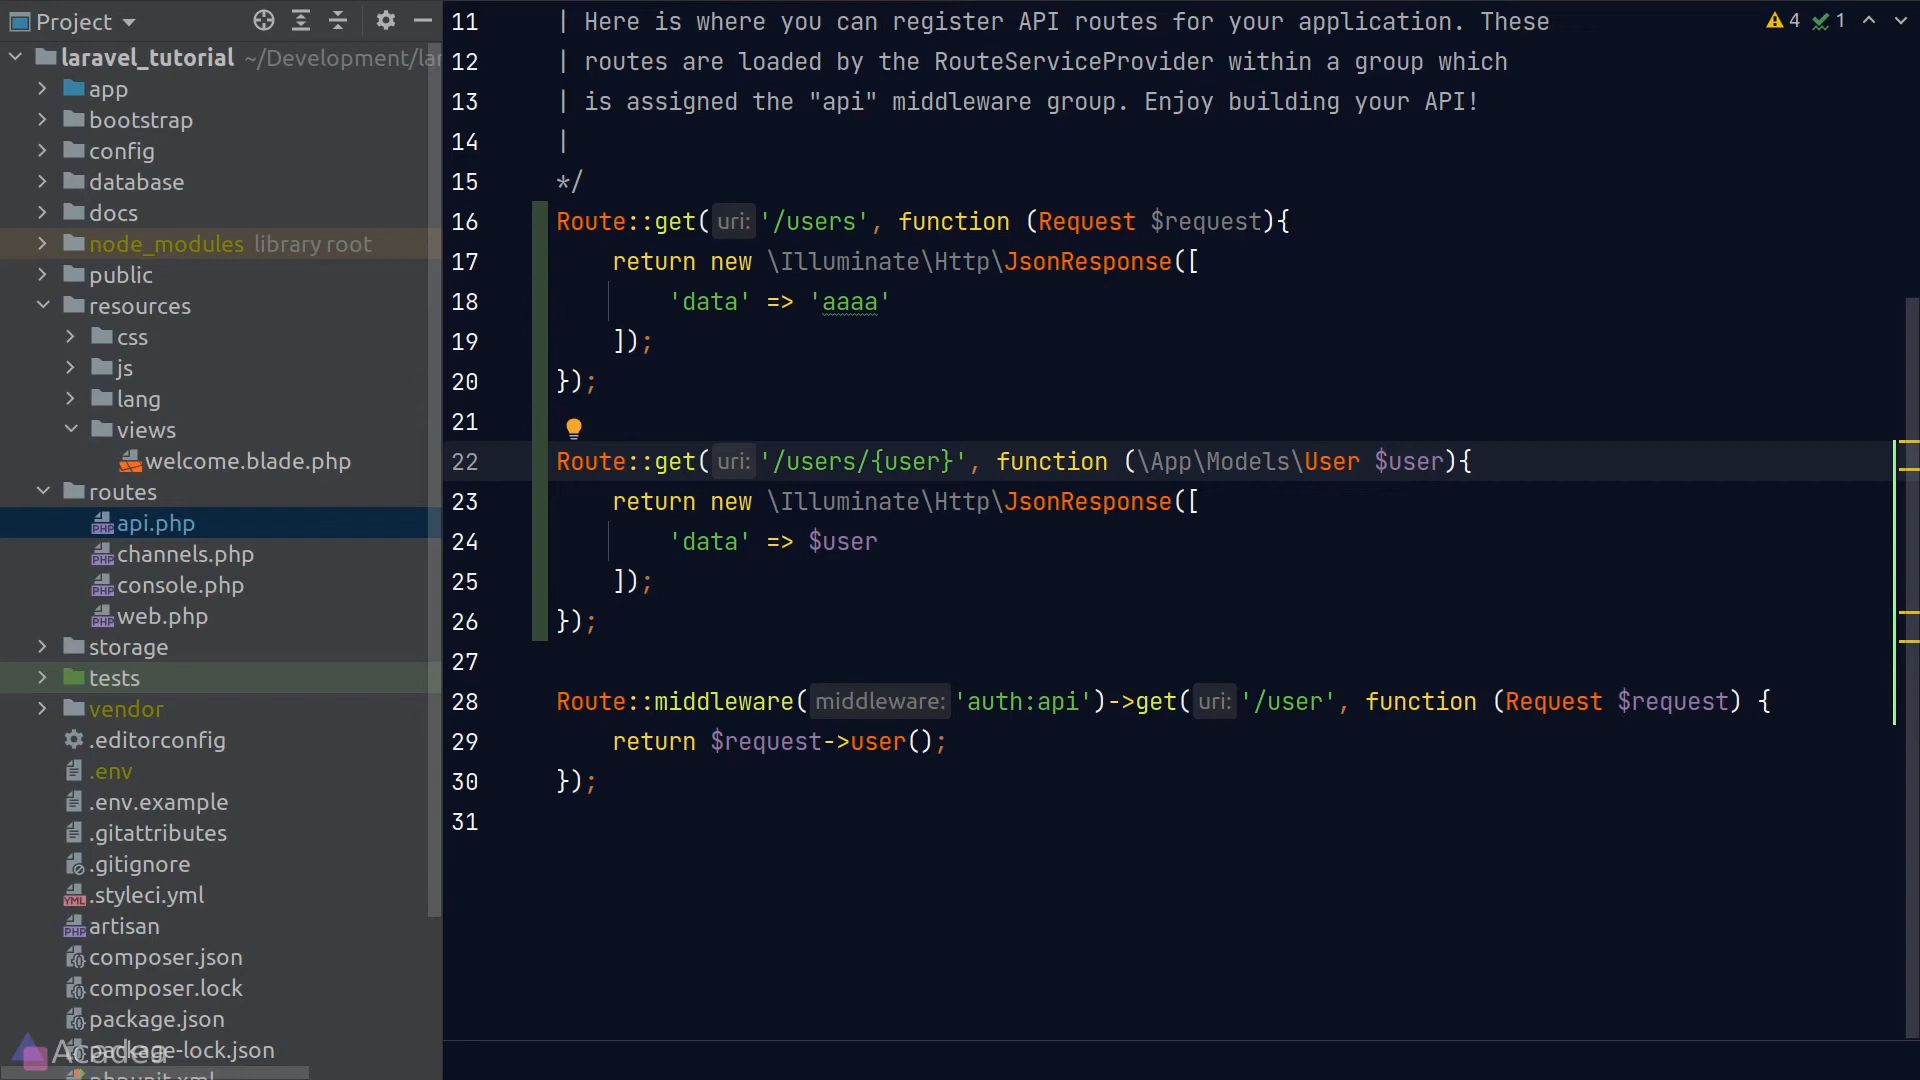 Project
laravel_tutorial ~/Development/lar
app
bootstrap
config
database
docs
node_modules library root
public
resources
css
js
lang
views
welcome.blade.php
routes
api.php
channels.php
console.php
web.php
storage
tests
vendor
.editorconfig
.env
.env.example
.gitattributes
.gitignore
.styleci.yml
artisan
composer.json
composer.lock
package.json
package-lock.json
phpunit.xml
Acadea
4 1
11 | Here is where you can register API routes for your application. These
12 | routes are loaded by the RouteServiceProvider within a group which
13 | is assigned the "api" middleware group. Enjoy building your API!
14 |
15 */
16 Route::get( uri: '/users', function (Request $request){
17 return new \Illuminate\Http\JsonResponse([
18 'data' => 'aaaa'
19 ]);
20 });
21
22 Route::get( uri: '/users/{user}', function (\App\Models\User $user){
23 return new \Illuminate\Http\JsonResponse([
24 'data' => $user
25 ]);
26 });
27
28 Route::middleware( middleware: 'auth:api')->get( uri: '/user', function (Request $request) {
29 return $request->user();
30 });
31